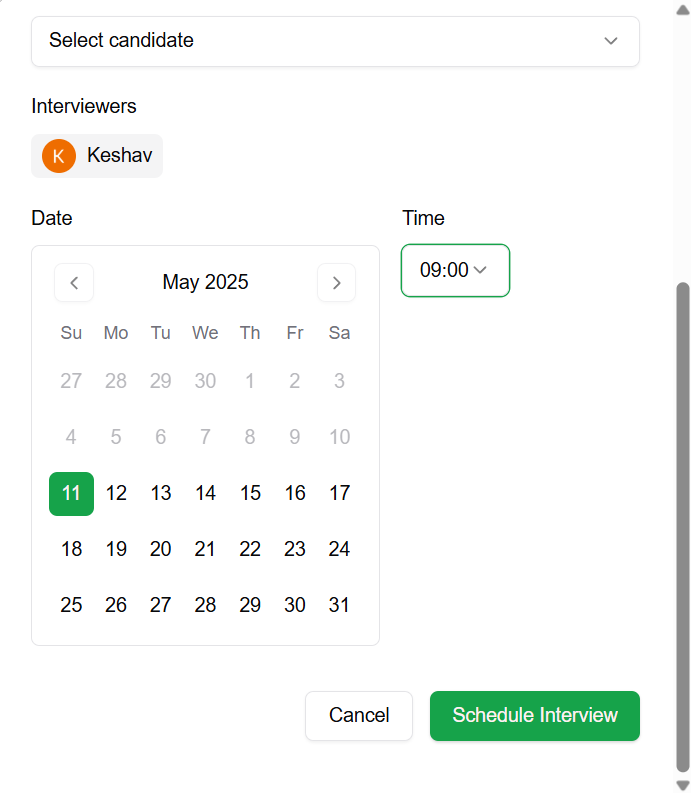 Select candidate
Interviewers
K Keshav
Date Time
May 2025 09:00
Su Mo Tu We Th Fr Sa
27 28 29 30 1 2 3
4 5 6 7 8 9 10
11 12 13 14 15 16 17
18 19 20 21 22 23 24
25 26 27 28 29 30 31
Cancel Schedule Interview